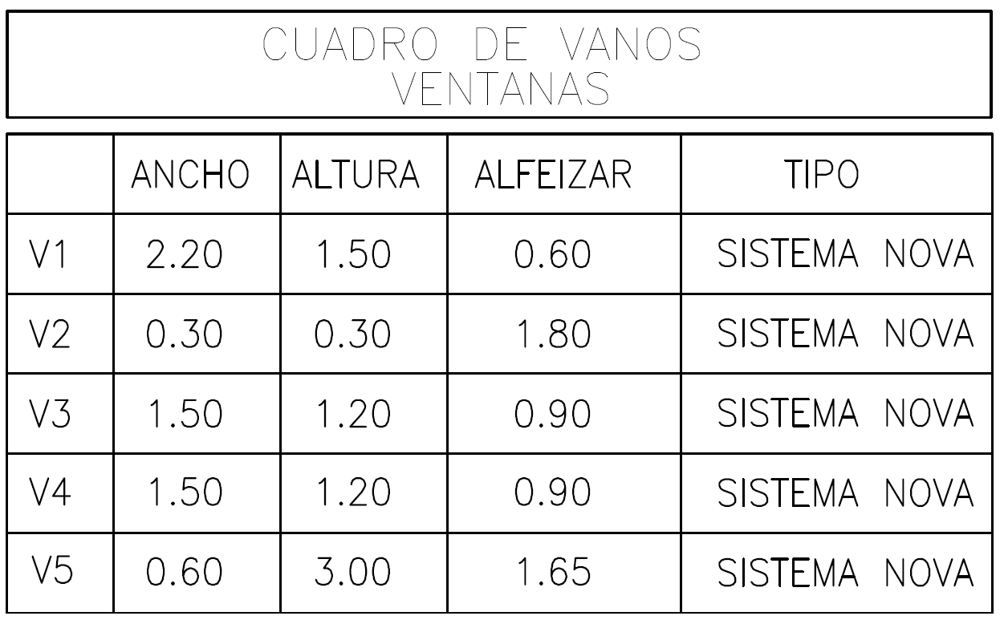 CUADRO DE VANOS
VENTANAS
ANCHO ALTURA ALFEIZAR TIPO
V1 2.20 1.50 0.60 SISTEMA NOVA
V2 0.30 0.30 1.80 SISTEMA NOVA
V3 1.50 1.20 0.90 SISTEMA NOVA
V4 1.50 1.20 0.90 SISTEMA NOVA
V5 0.60 3.00 1.65 SISTEMA NOVA